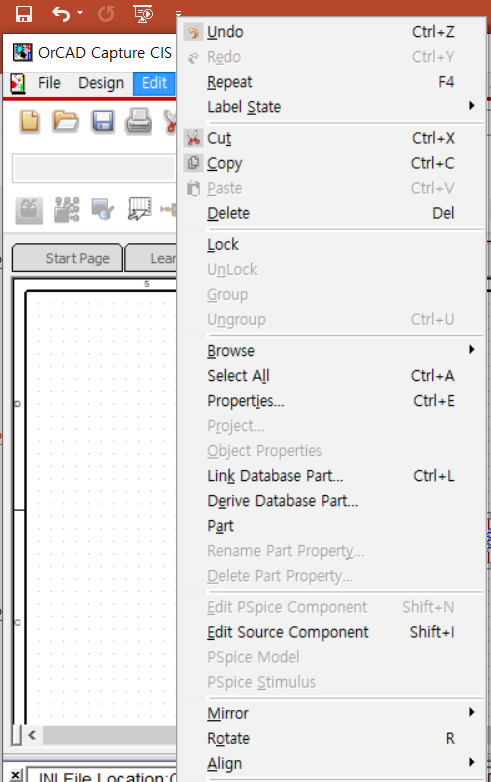 OrCAD Capture CIS
File Design Edit
Start Page
Lear
5
D
C
Undo Ctrl+Z
Redo Ctrl+Y
Repeat F4
Label State
Cut Ctrl+X
Copy Ctrl+C
Paste Ctrl+V
Delete Del
Lock
UnLock
Group
Ungroup Ctrl+U
Browse
Select All Ctrl+A
Properties... Ctrl+E
Project...
Object Properties
Link Database Part... Ctrl+L
Derive Database Part...
Part
Rename Part Property...
Delete Part Property...
Edit PSpice Component Shift+N
Edit Source Component Shift+I
PSpice Model
PSpice Stimulus
Mirror
Rotate R
Align
INI File Location: